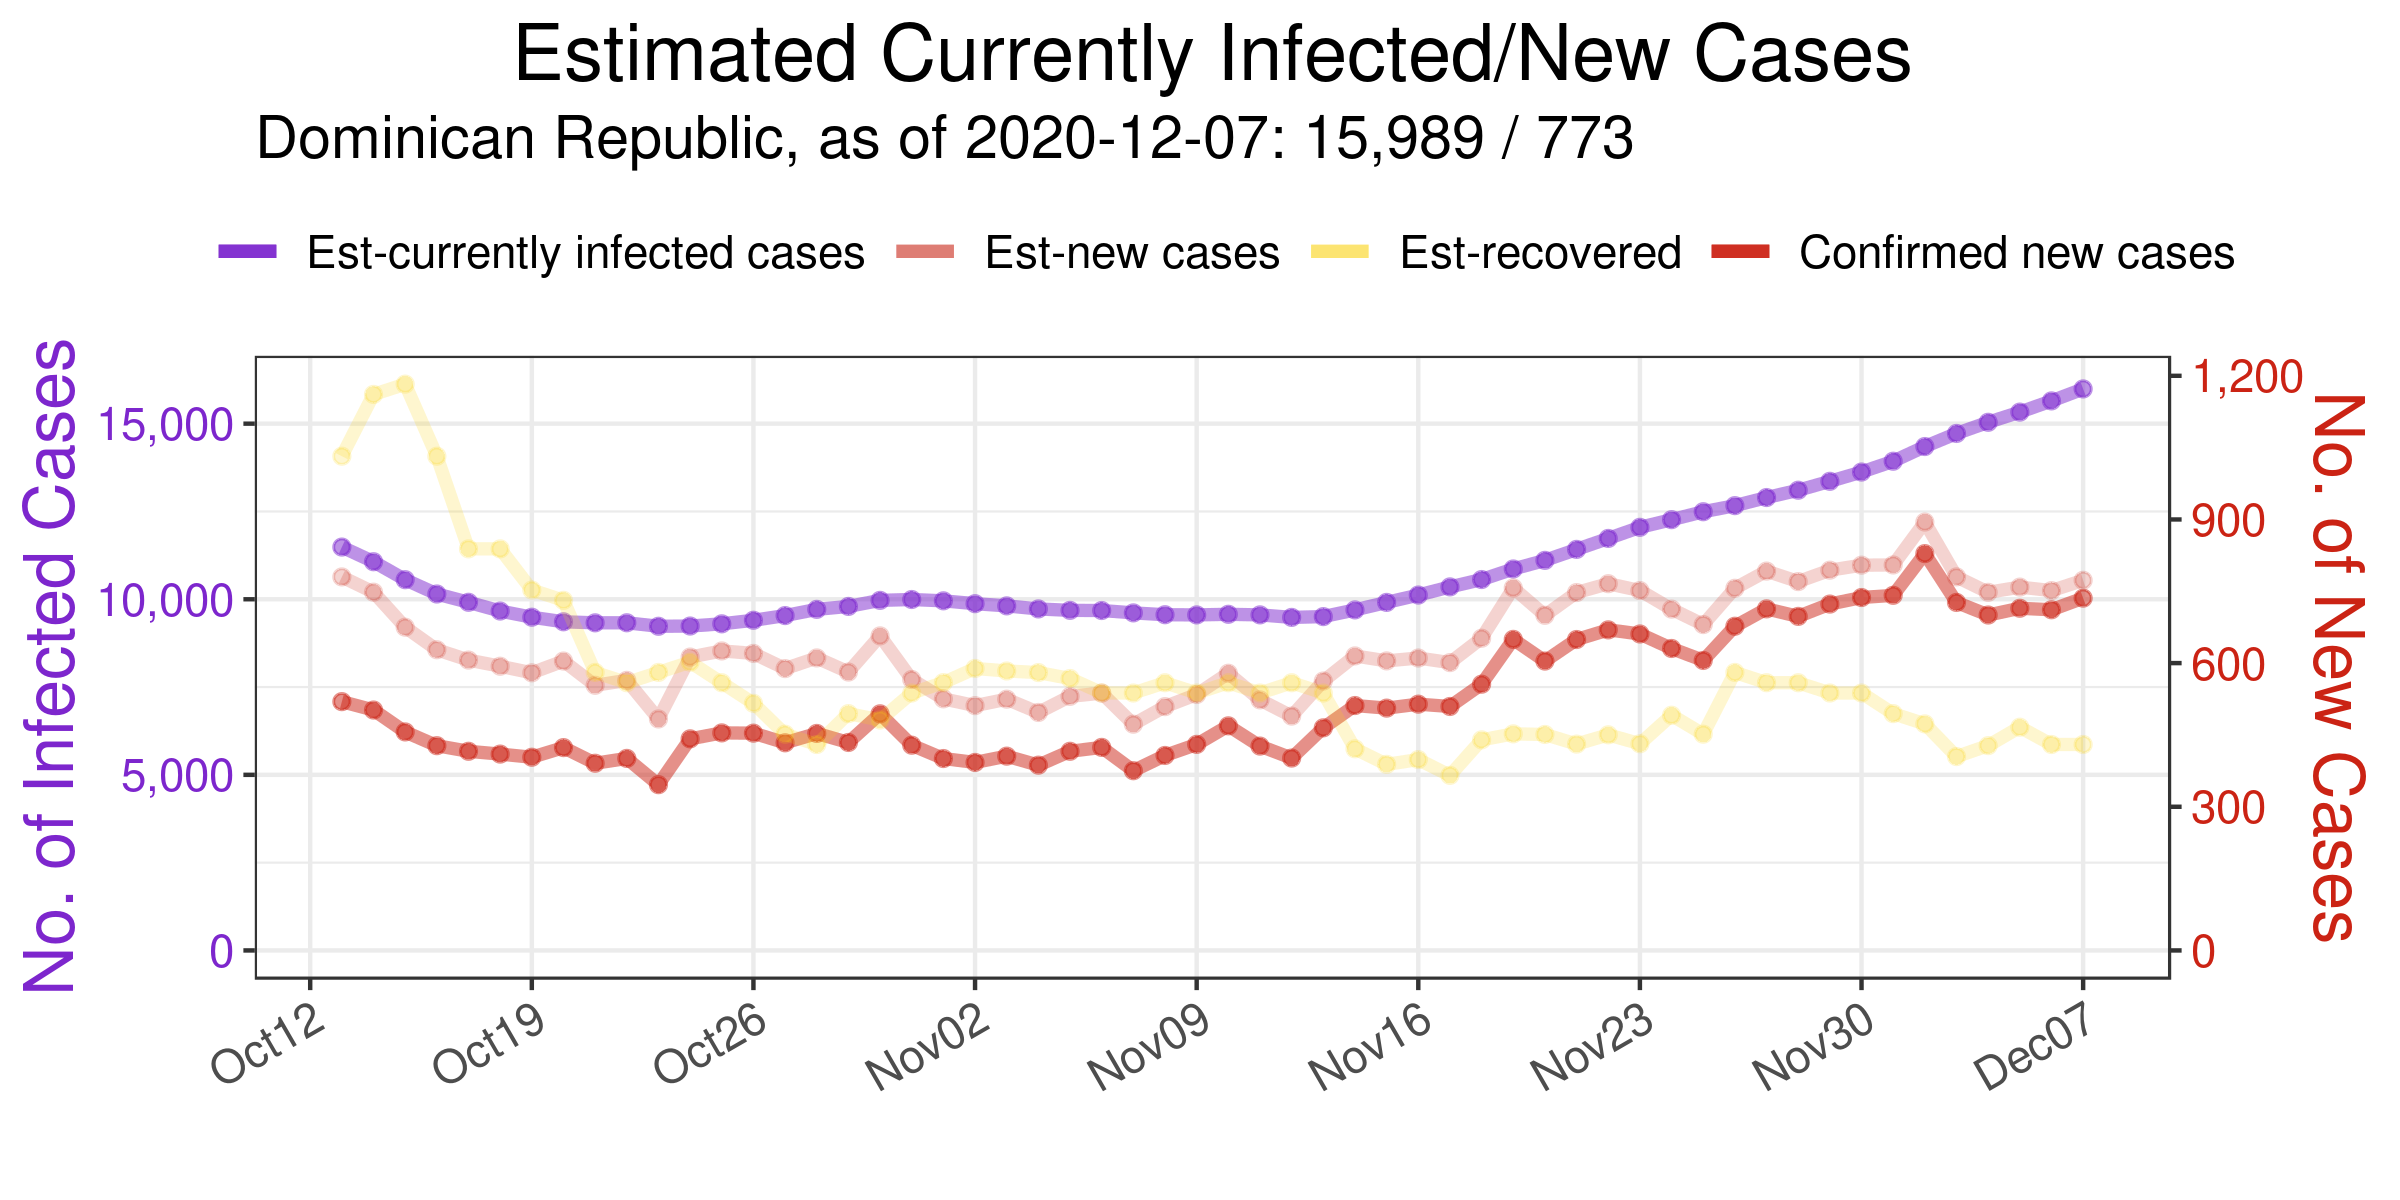 Estimated Currently Infected/New Cases
Dominican Republic, as of 2020-12-07: 15,989 / 773
Est-currently infected cases Est-new cases Est-recovered Confirmed new cases
No. of Infected Cases
15,000
10,000
5,000
0
1,200
900
600
300
0
No. of New Cases
Oct12 Oct19 Oct26 Nov02 Nov09 Nov16 Nov23 Nov30 Dec07